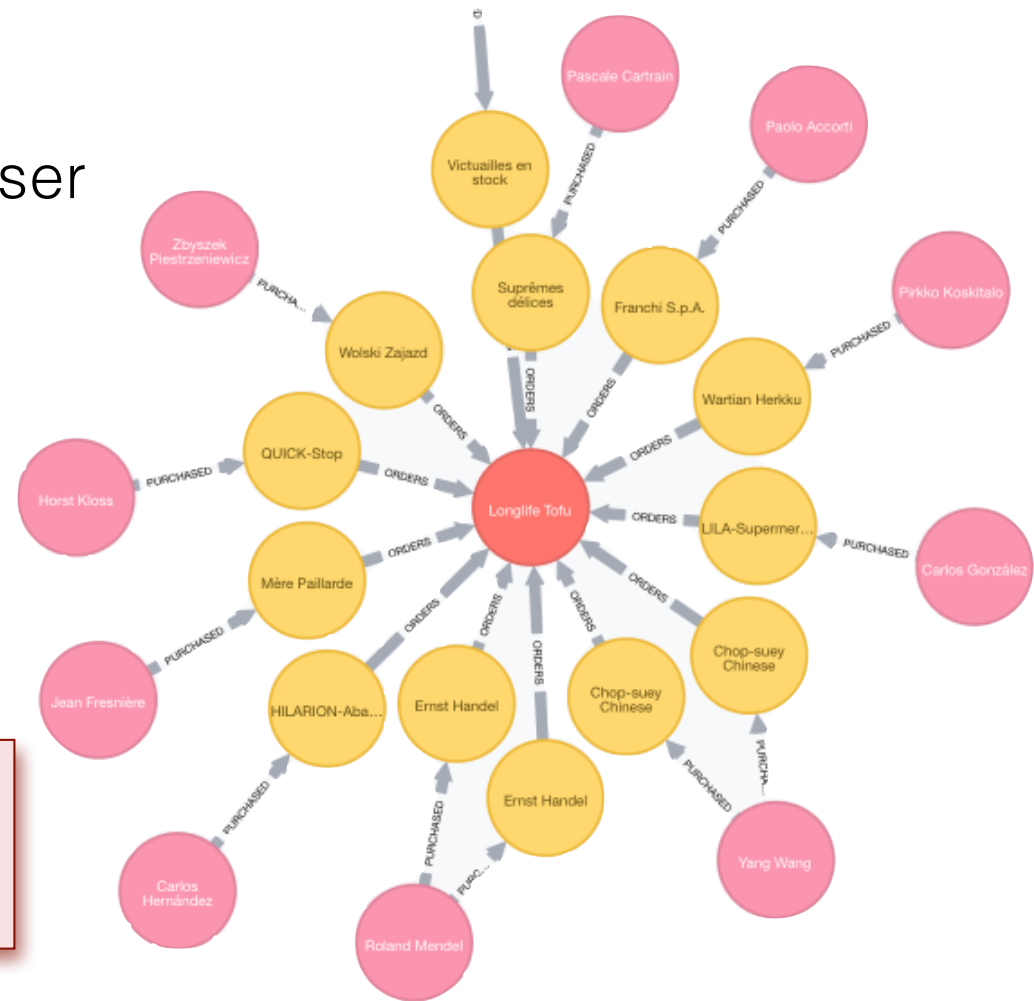 ser
D
Pascale Cartrain
Paolo Accorti
PURCHASED
Victuailles en
stock
PURCHASED
Zbyszek
Piestrzeniewicz
Suprêmes
délices
Franchi S.p.A.
Pirkko Koskitalo
PURCHA...
PURCHASED
Wolski Zajazd
Wartian Herkku
ORDERS
ORDERS
ORDERS
ORDERS
QUICK-Stop
PURCHASED
ORDERS
Horst Kloss
Longlife Tofu
ORDERS
LILA-Supermer...
PURCHASED
Carlos González
ORDERS
Mère Paillarde
ORDERS
ORDERS
ORDERS
ORDERS
PURCHASED
ORDERS
Chop-suey
Chinese
Jean Fresnière
HILARION-Aba...
Ernst Handel
Chop-suey
Chinese
PURCHASED
PURCHA...
PURCHASED
Ernst Handel
PURCHASED
PURC...
Yang Wang
Carlos
Hernández
Roland Mendel